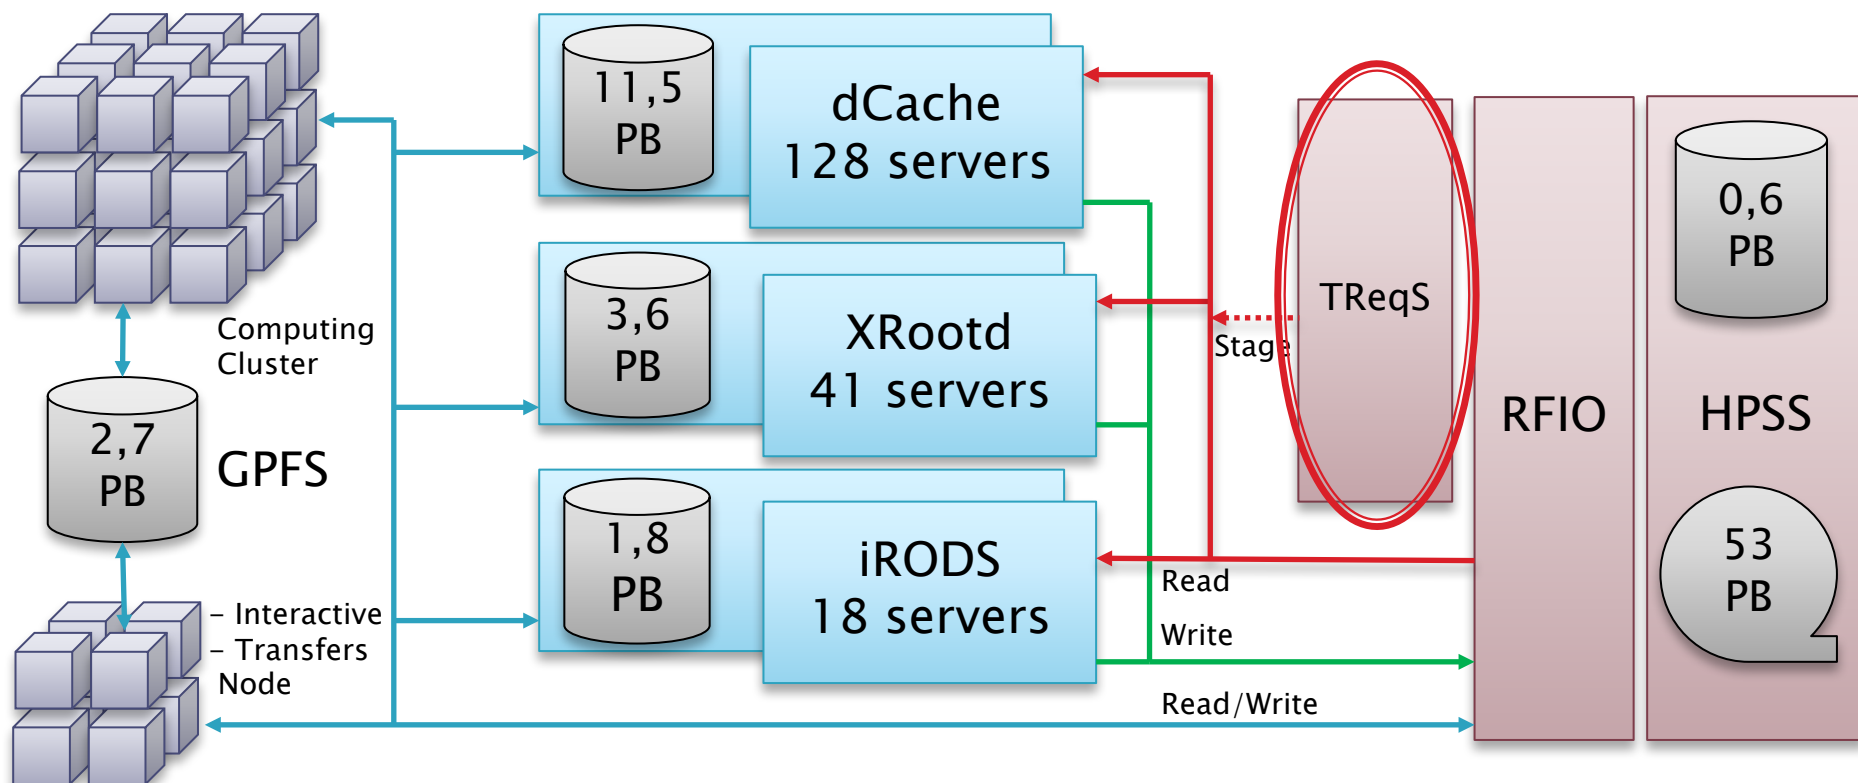 11,5
PB
dCache
128 servers
0,6
PB
TReqS
3,6
PB
XRootd
41 servers
Computing
Cluster
Stage
2,7
PB
GPFS
RFIO
HPSS
1,8
PB
iRODS
18 servers
53
PB
Read
– Interactive
– Transfers
Node
Write
Read/Write